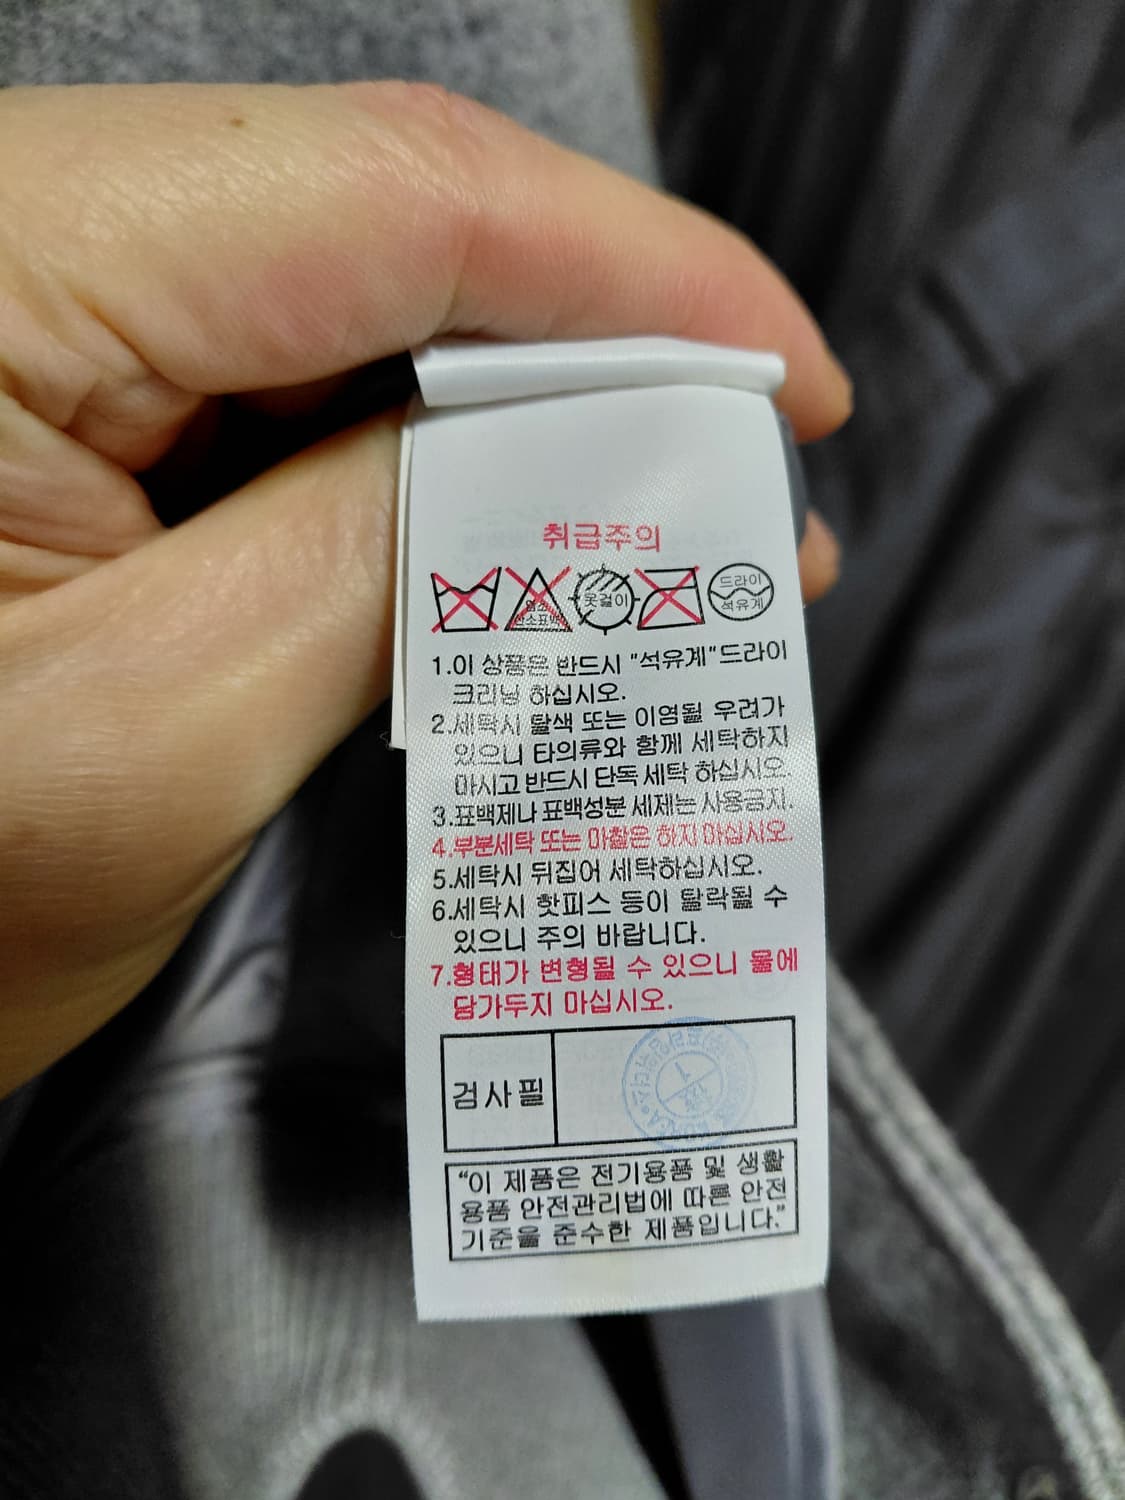 취급주의
염소
산소표백
옷걸이
드라이
석유계
1.이 상품은 반드시 "석유계"드라이
크리닝 하십시오.
2.세탁시 탈색 또는 이염될 우려가
있으니 타의류와 함께 세탁하지
마시고 반드시 단독 세탁 하십시오.
3.표백제나 표백성분 세제는 사용금지.
4.부분세탁 또는 마찰은 하지 마십시오.
5.세탁시 뒤집어 세탁하십시오.
6.세탁시 핫피스 등이 탈락될 수
있으니 주의 바랍니다.
7.형태가 변형될 수 있으니 물에
담가두지 마십시오.
검사필
"이 제품은 전기용품 및 생활
용품 안전관리법에 따른 안전
기준을 준수한 제품입니다."